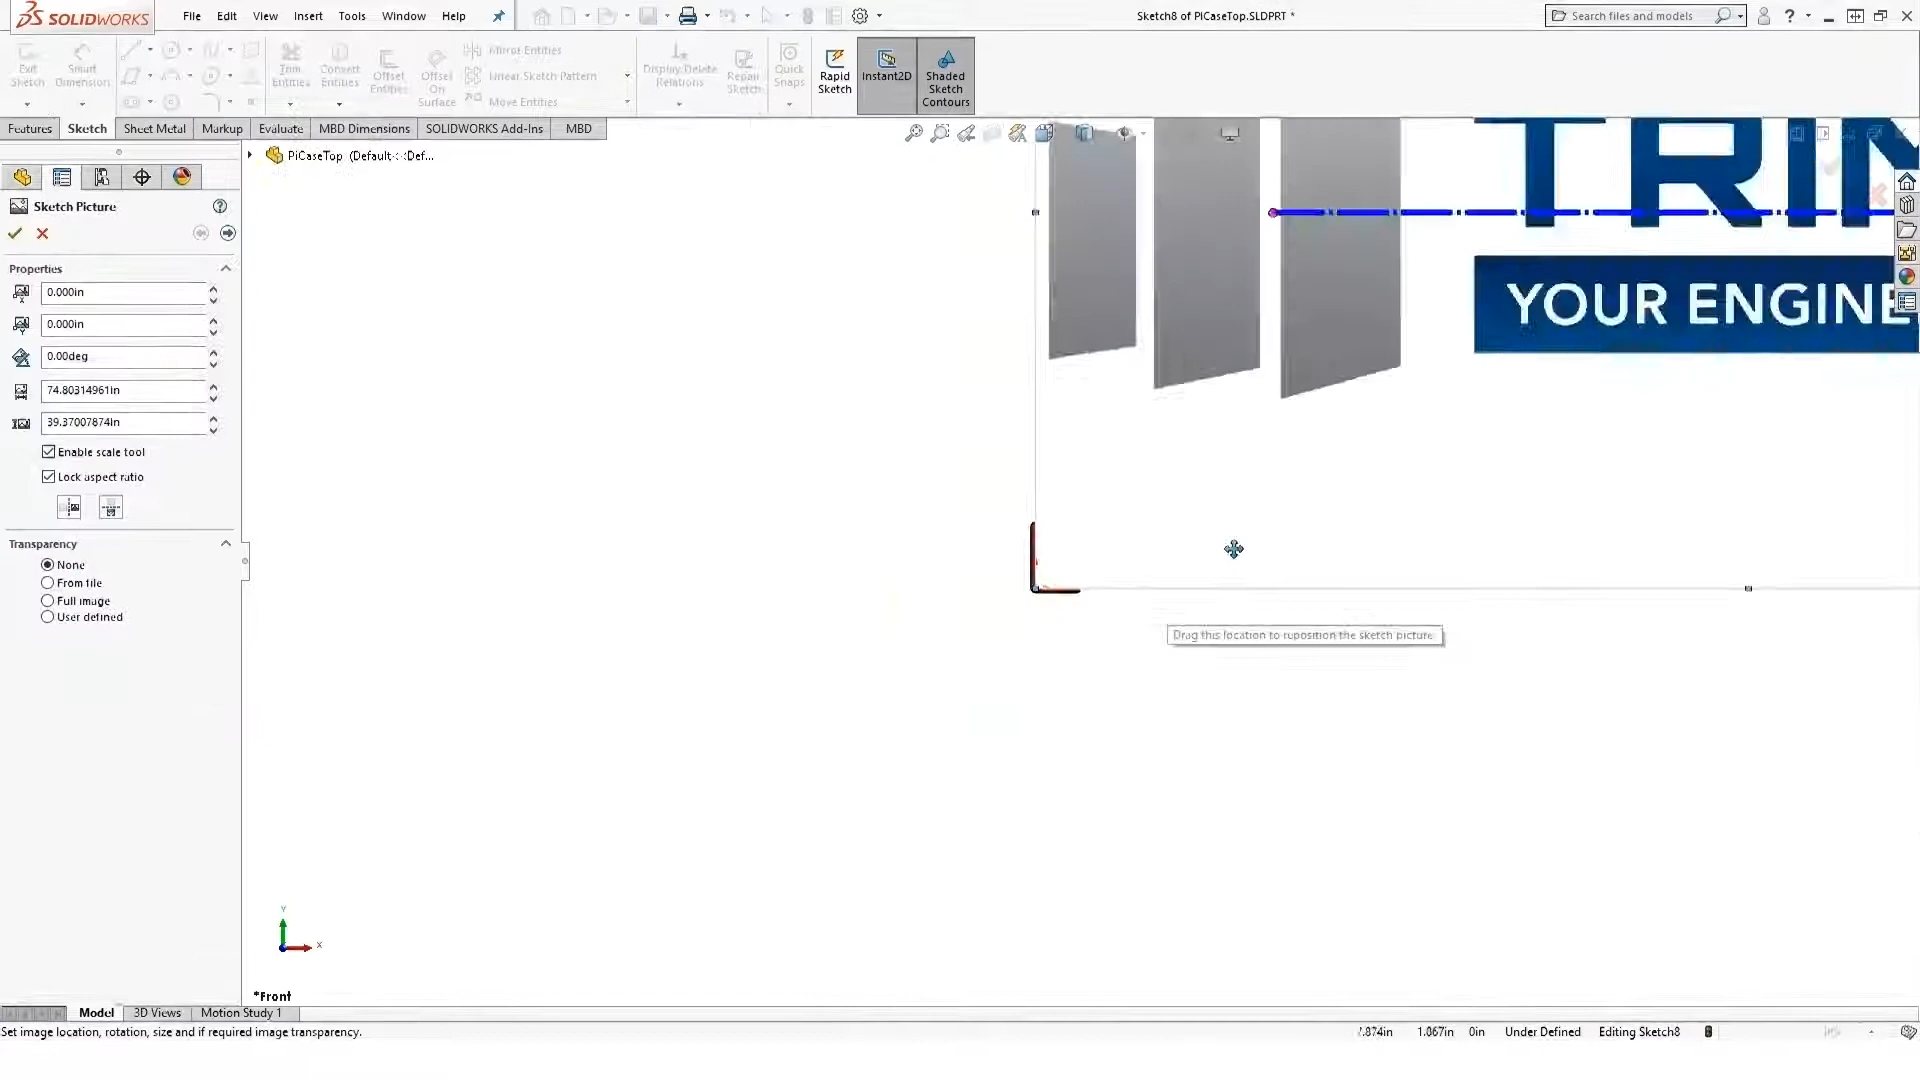 SOLIDWORKS
File Edit View Insert Tools Window Help
Sketch8 of PiCaseTop.SLDPRT *
Search files and models
Exit Sketch
Smart Dimension
Trim Entities
Convert Entities
Offset Entities
Offset On Surface
Mirror Entities
Linear Sketch Pattern
Move Entities
Display/Delete Relations
Repair Sketch
Quick Snaps
Rapid Sketch
Instant2D
Shaded Sketch Contours
Features Sketch Sheet Metal Markup Evaluate MBD Dimensions SOLIDWORKS Add-Ins MBD
PiCaseTop (Default<<Def...
Sketch Picture
Properties
0.000in
0.000in
0.00deg
74.80314961in
39.37007874in
Enable scale tool
Lock aspect ratio
Transparency
None
From file
Full image
User defined
TRIN
YOUR ENGINE
Drag this location to reposition the sketch picture.
Y
X
*Front
Model 3D Views Motion Study 1
Set image location, rotation, size and if required image transparency.
7.874in 1.067in 0in Under Defined Editing Sketch8